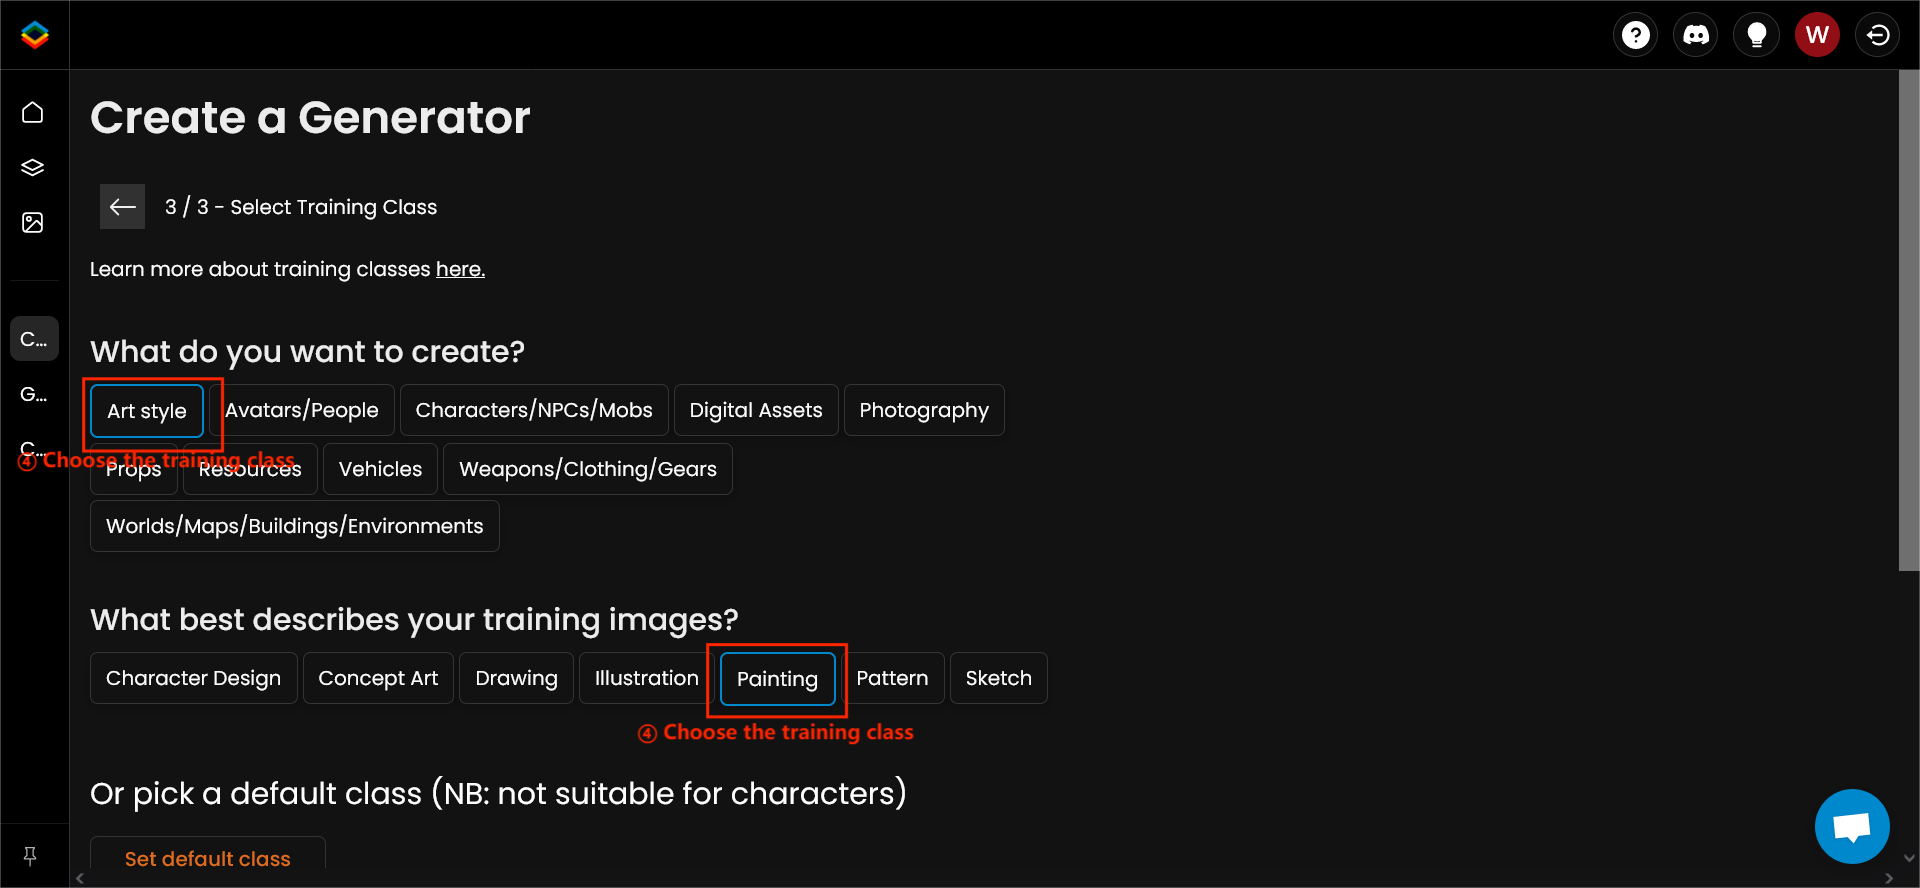 W
Create a Generator
3 / 3 - Select Training Class
Learn more about training classes here.
C...
What do you want to create?
G...
Art style Avatars/People Characters/NPCs/Mobs Digital Assets Photography
C...
④ Choose the training class
Props Resources Vehicles Weapons/Clothing/Gears
Worlds/Maps/Buildings/Environments
What best describes your training images?
Character Design Concept Art Drawing Illustration Painting Pattern Sketch
④ Choose the training class
Or pick a default class (NB: not suitable for characters)
Set default class